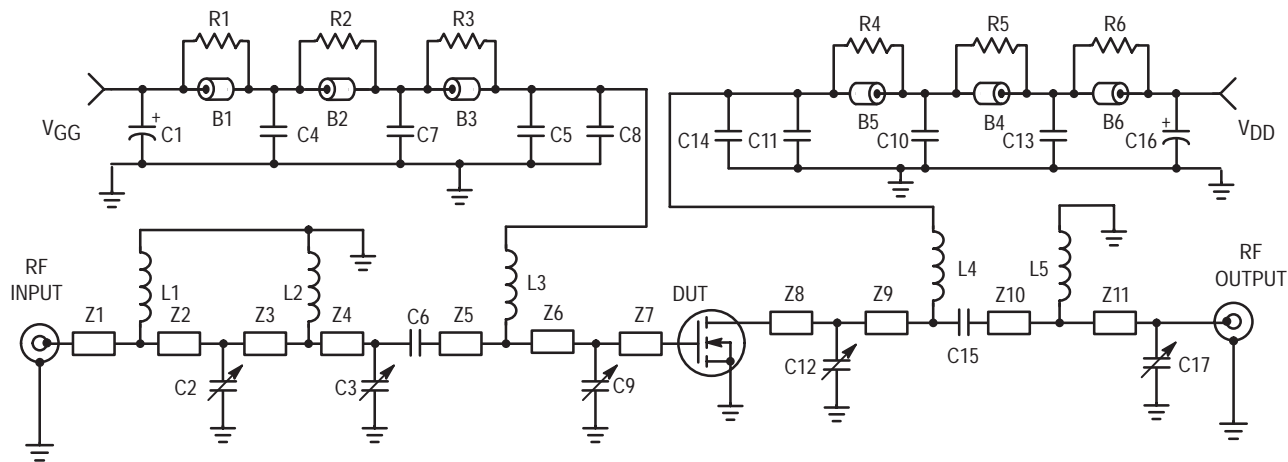 R1 R2 R3 R4 R5 R6
B1 B2 B3 B5 B4 B6
VGG + C1 C4 C7 C5 C8 C14 C11 C10 C13 C16 + VDD
RF
INPUT
L1 L2 L3 L4 L5
RF
OUTPUT
Z1 Z2 Z3 Z4 C6 Z5 Z6 Z7 DUT Z8 Z9 C15 Z10 Z11
C2 C3 C9 C12 C17